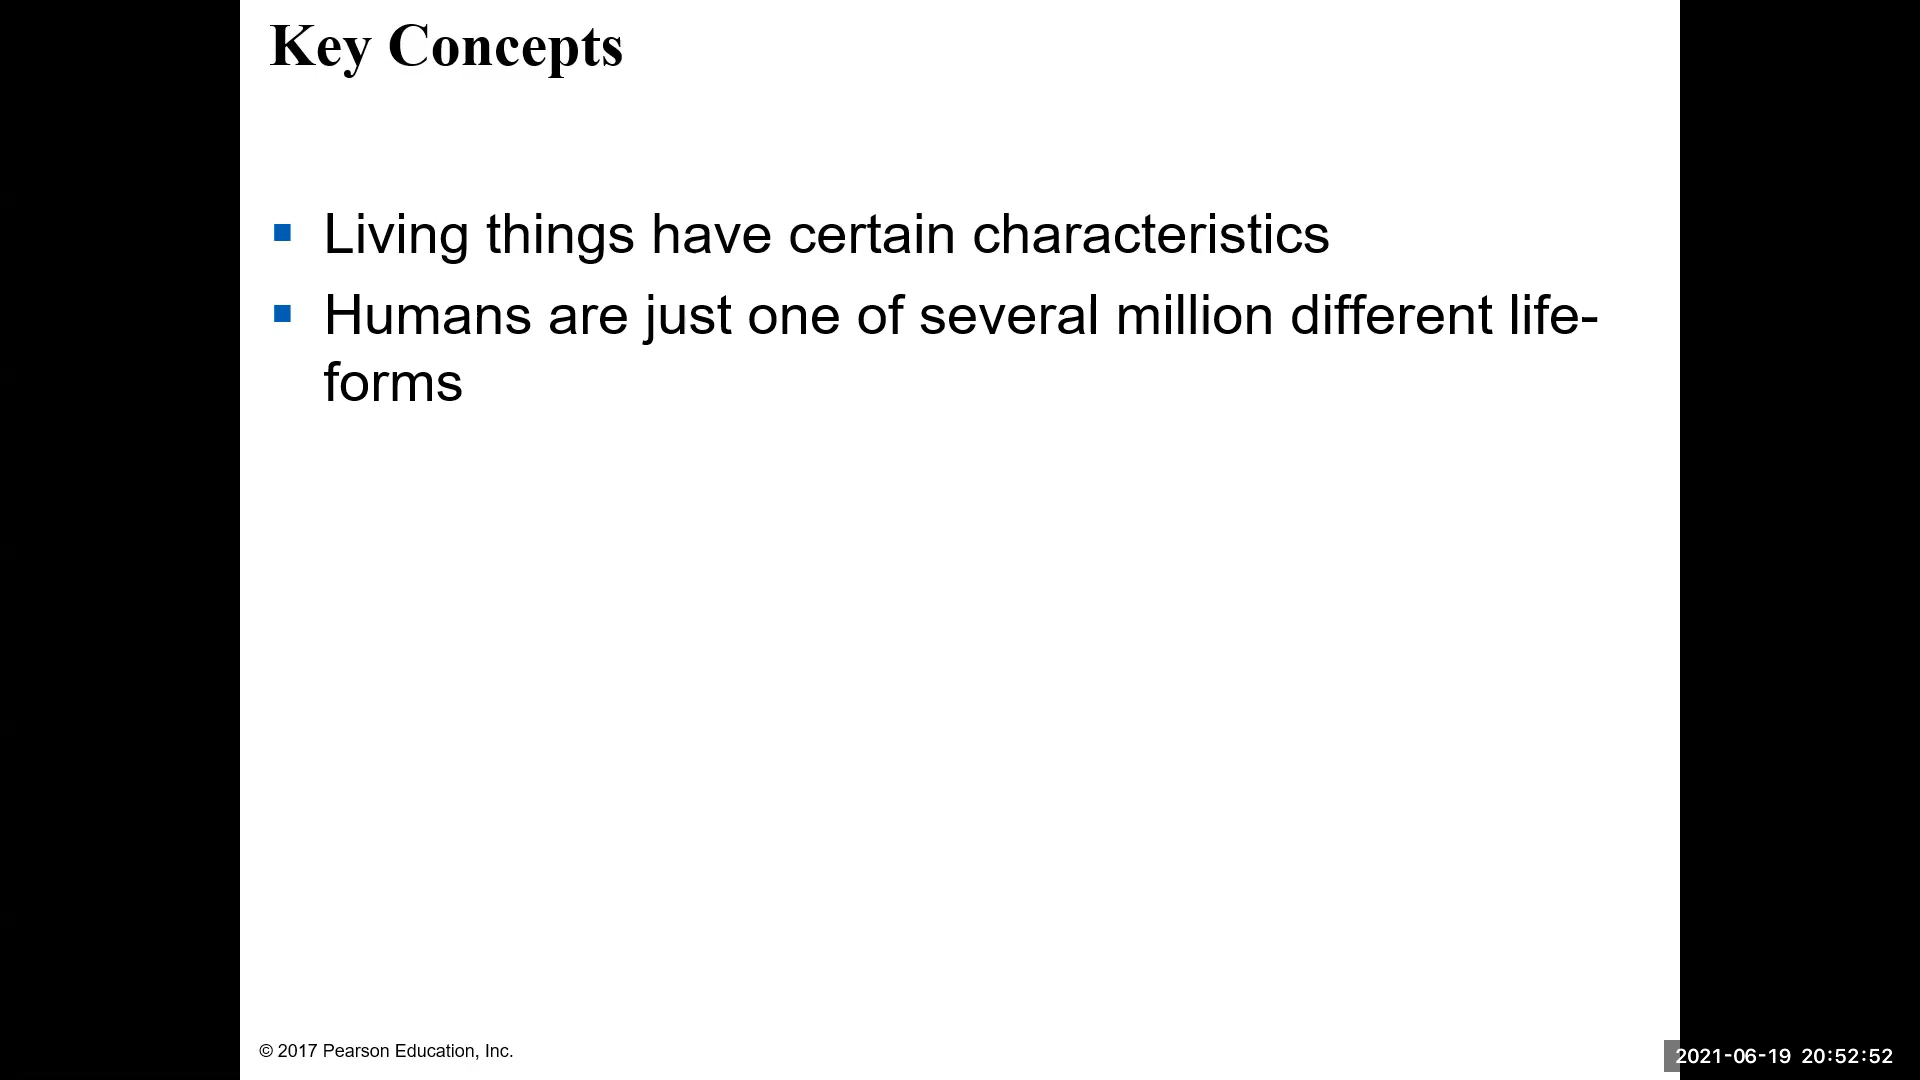 Key Concepts
Living things have certain characteristics
Humans are just one of several million different life-
forms
© 2017 Pearson Education, Inc.
2021-06-19 20:52:52